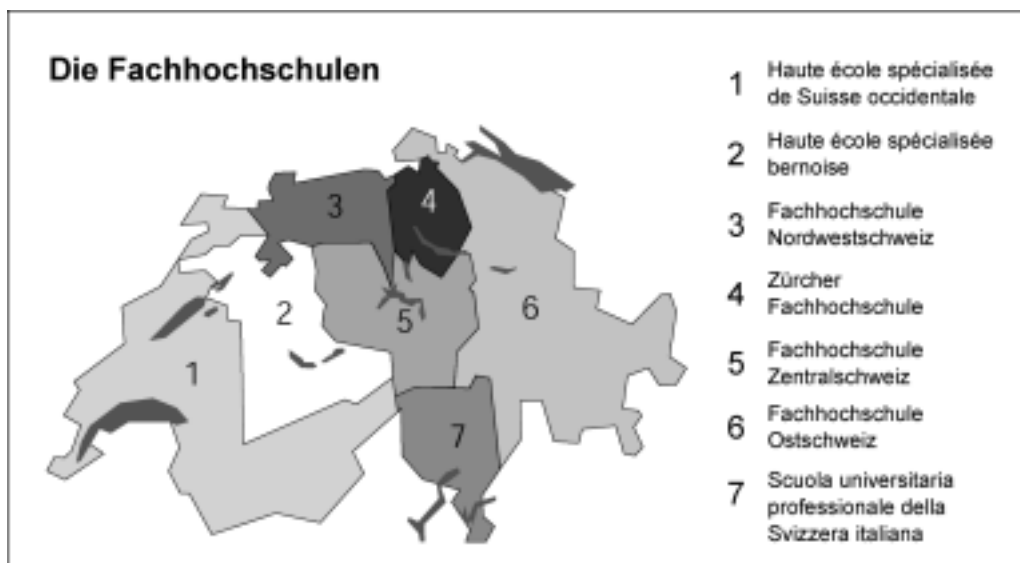 Die Fachhochschulen
1 Haute école spécialisée
de Suisse occidentale
2 Haute école spécialisée
bernoise
3 Fachhochschule
Nordwestschweiz
4 Zürcher
Fachhochschule
5 Fachhochschule
Zentralschweiz
6 Fachhochschule
Ostschweiz
7 Scuola universitaria
professionale della
Svizzera italiana
3
4
2
5
6
1
7